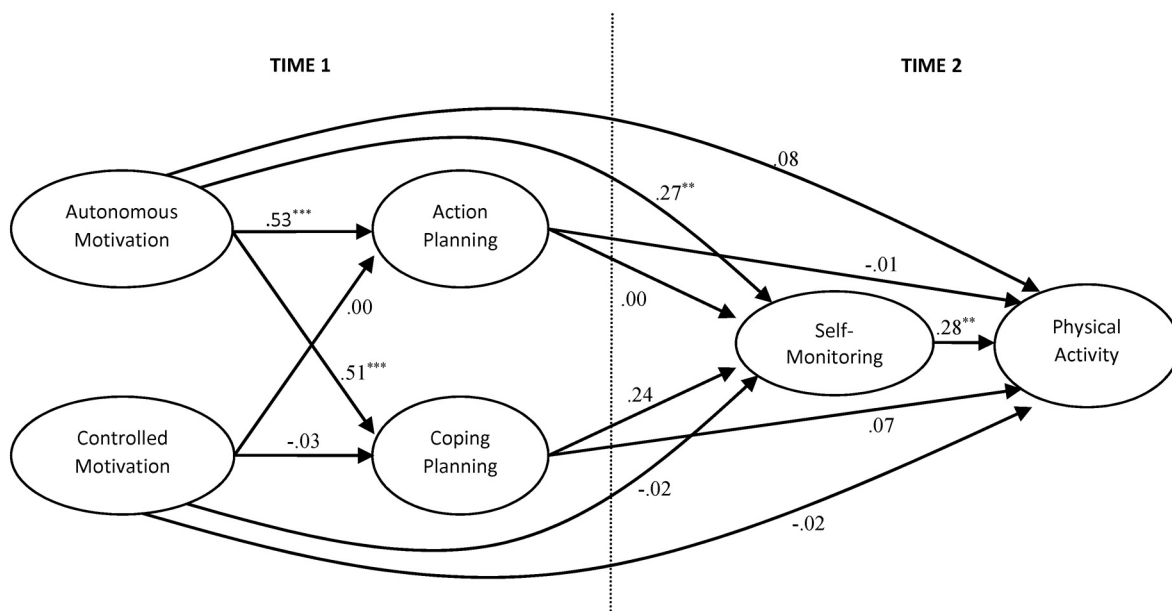 TIME 1
TIME 2
.08
Autonomous
Motivation
.53***
Action
Planning
.27**
-.01
.00
.00
Self-
Monitoring
.28**
Physical
Activity
.51***
.24
Controlled
Motivation
-.03
Coping
Planning
.07
-.02
-.02